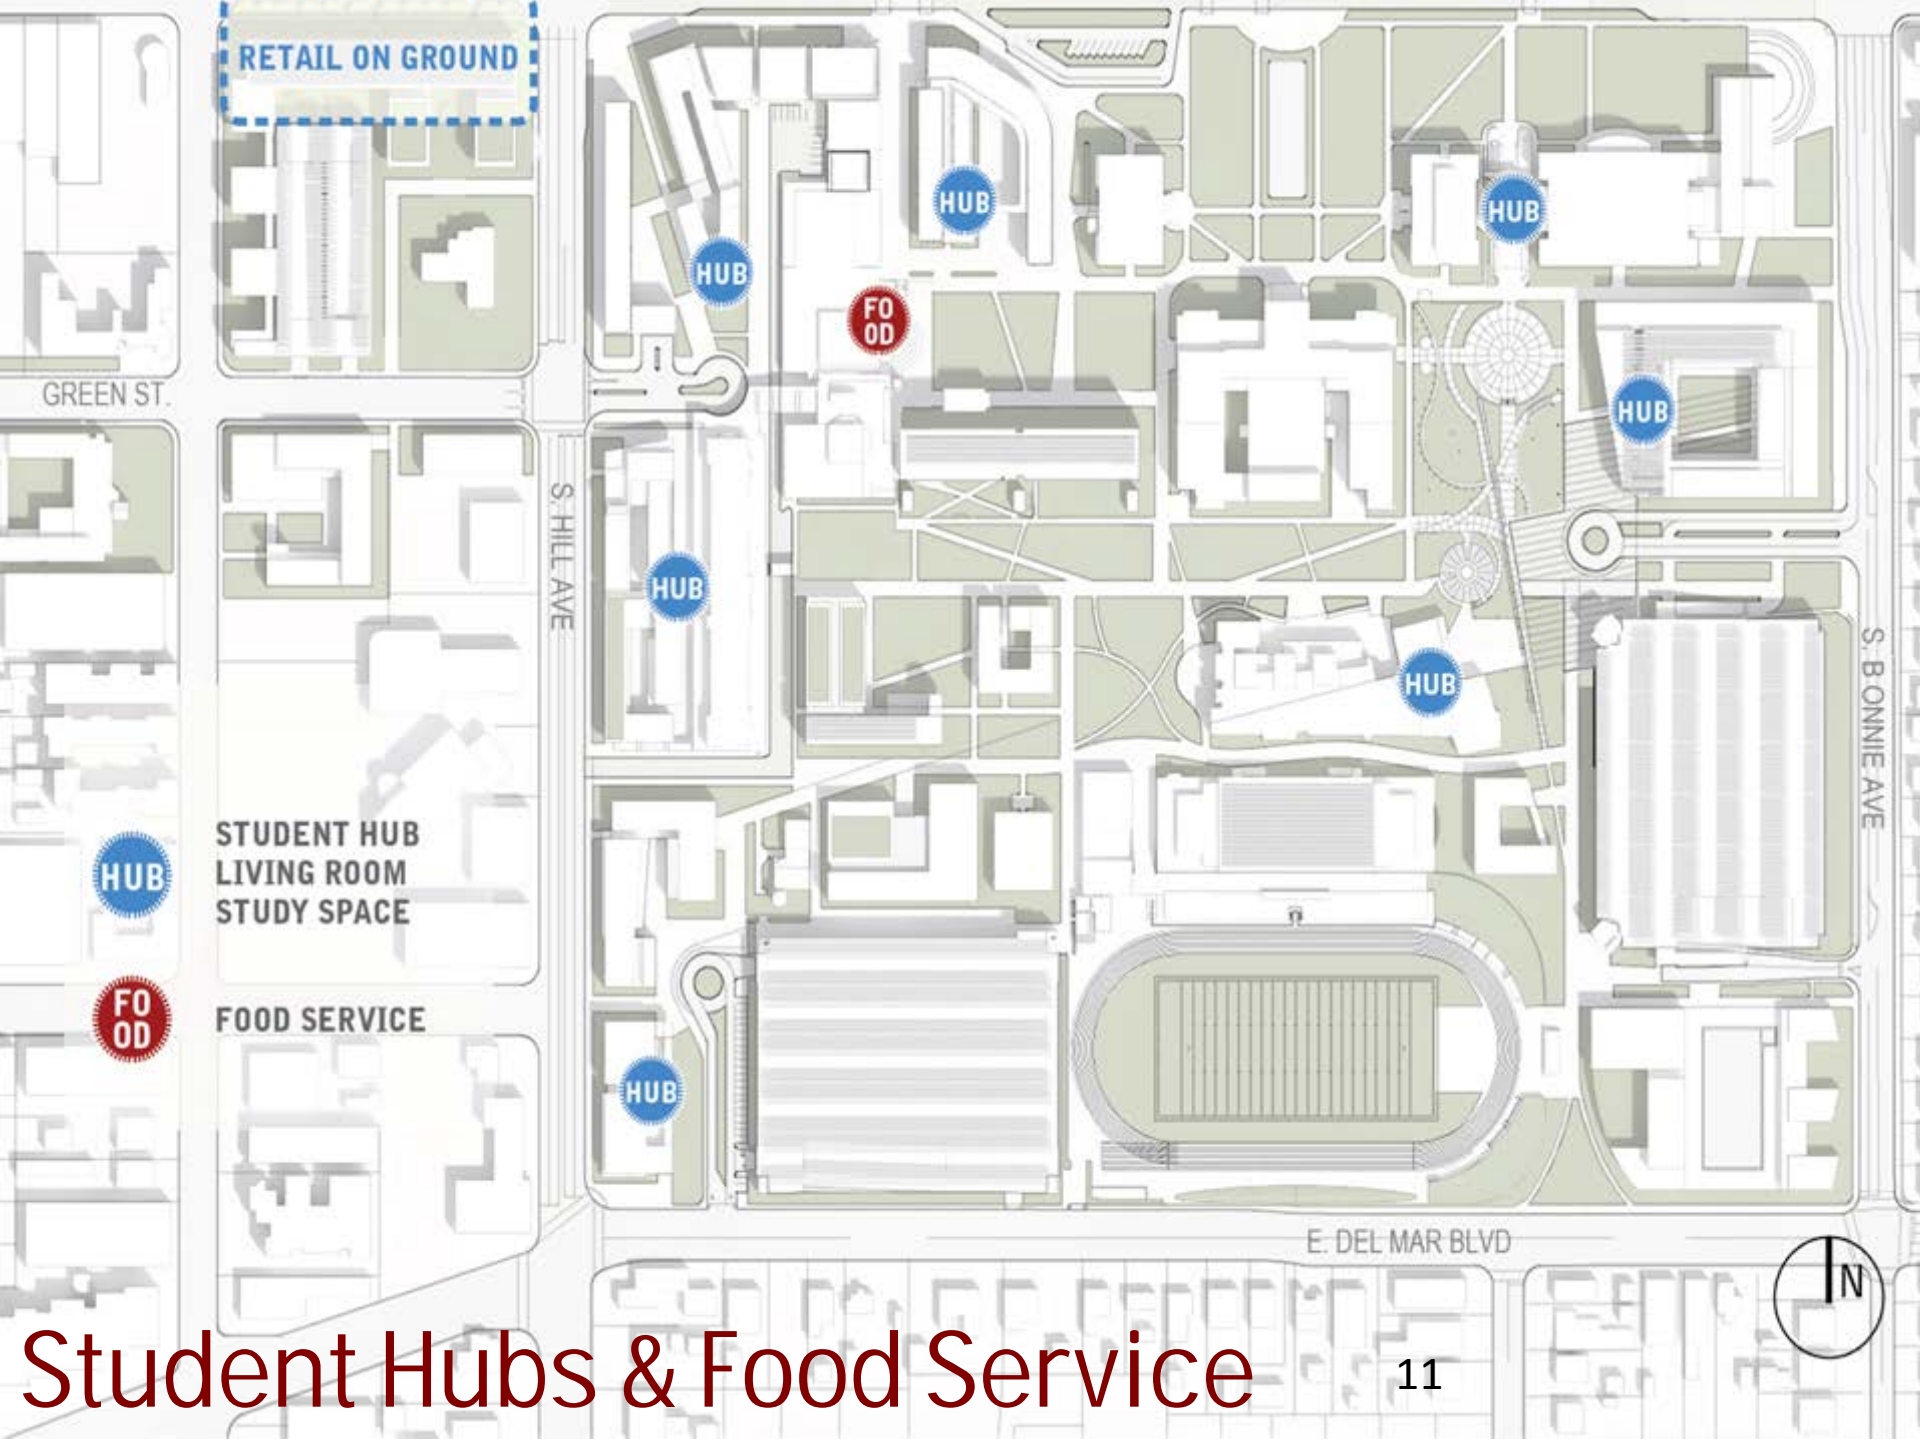 RETAIL ON GROUND
HUB
HUB
HUB
FO
OD
GREEN ST.
HUB
S. HILL AVE
HUB
HUB
S. BONNIE AVE
HUB
STUDENT HUB
LIVING ROOM
STUDY SPACE
FO
OD
FOOD SERVICE
HUB
E. DEL MAR BLVD
N
Student Hubs & Food Service
11